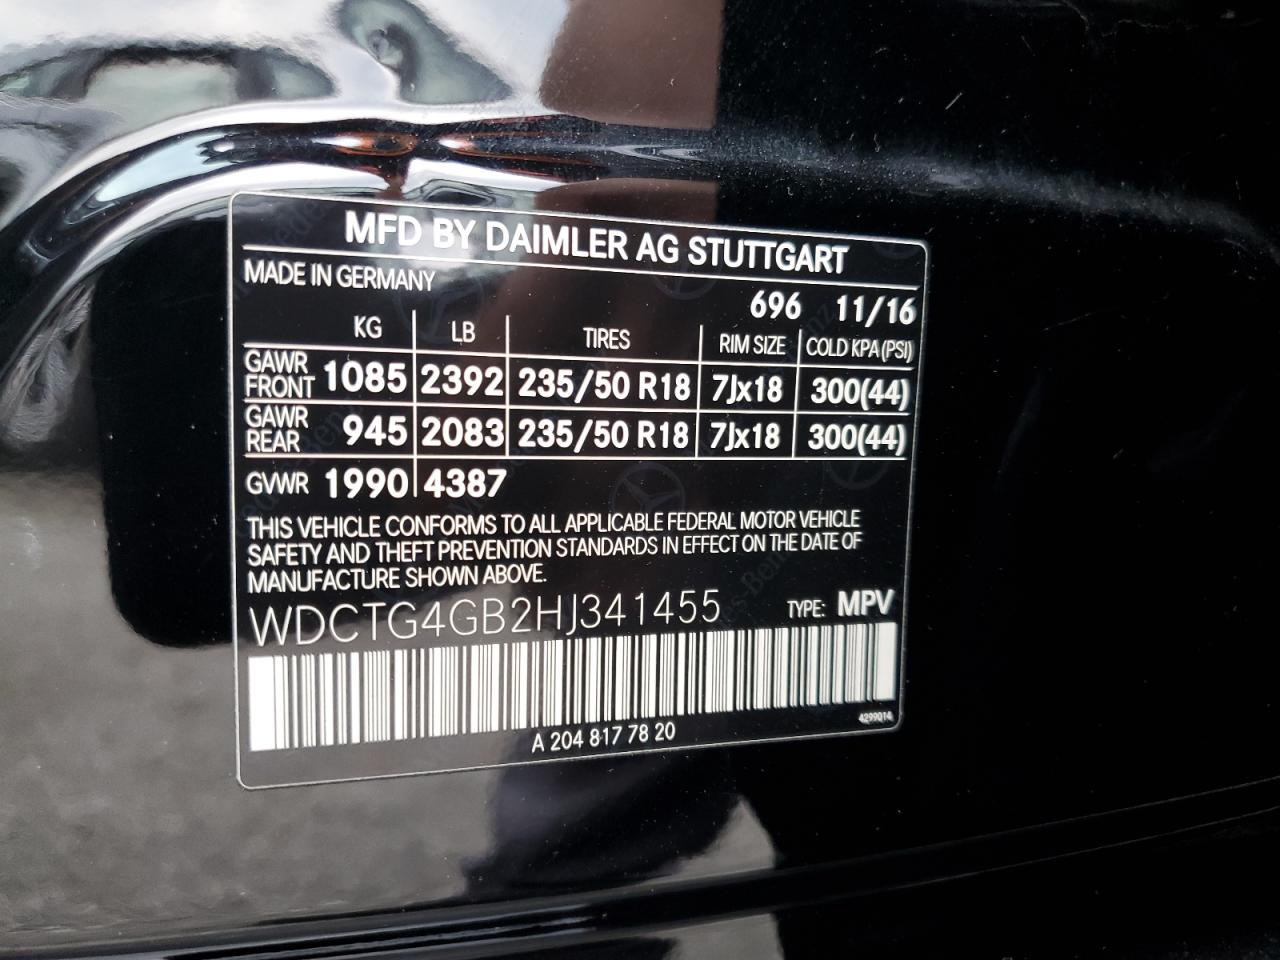 MFD BY DAIMLER AG STUTTGART
MADE IN GERMANY
696 11/16
KG LB TIRES RIM SIZE COLD KPA (PSI)
GAWR FRONT 1085 2392 235/50 R18 7Jx18 300(44)
GAWR REAR 945 2083 235/50 R18 7Jx18 300(44)
GVWR 1990 4387
THIS VEHICLE CONFORMS TO ALL APPLICABLE FEDERAL MOTOR VEHICLE
SAFETY AND THEFT PREVENTION STANDARDS IN EFFECT ON THE DATE OF
MANUFACTURE SHOWN ABOVE.
WDCTG4GB2HJ341455 TYPE: MPV
4299014
A 204 817 78 20